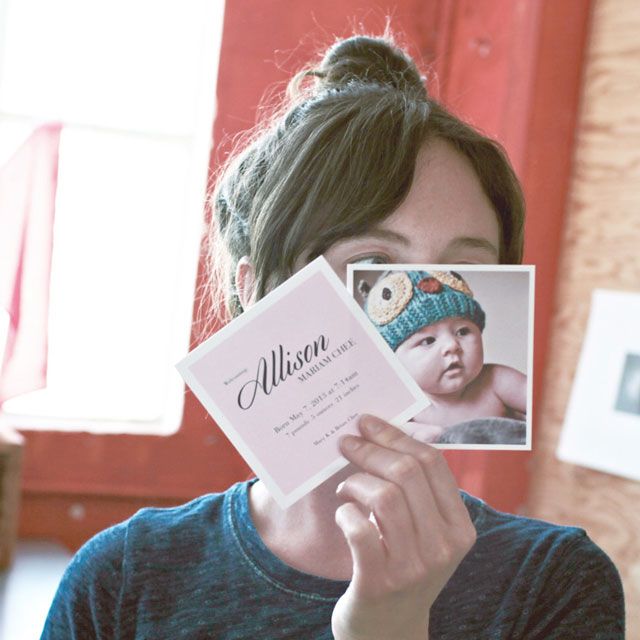 Welcoming
Allison
MARIAM CHEE
Born May 7, 2015 at 7:14am
7 pounds 5 ounces 21 inches
Mary K & Brian Chee